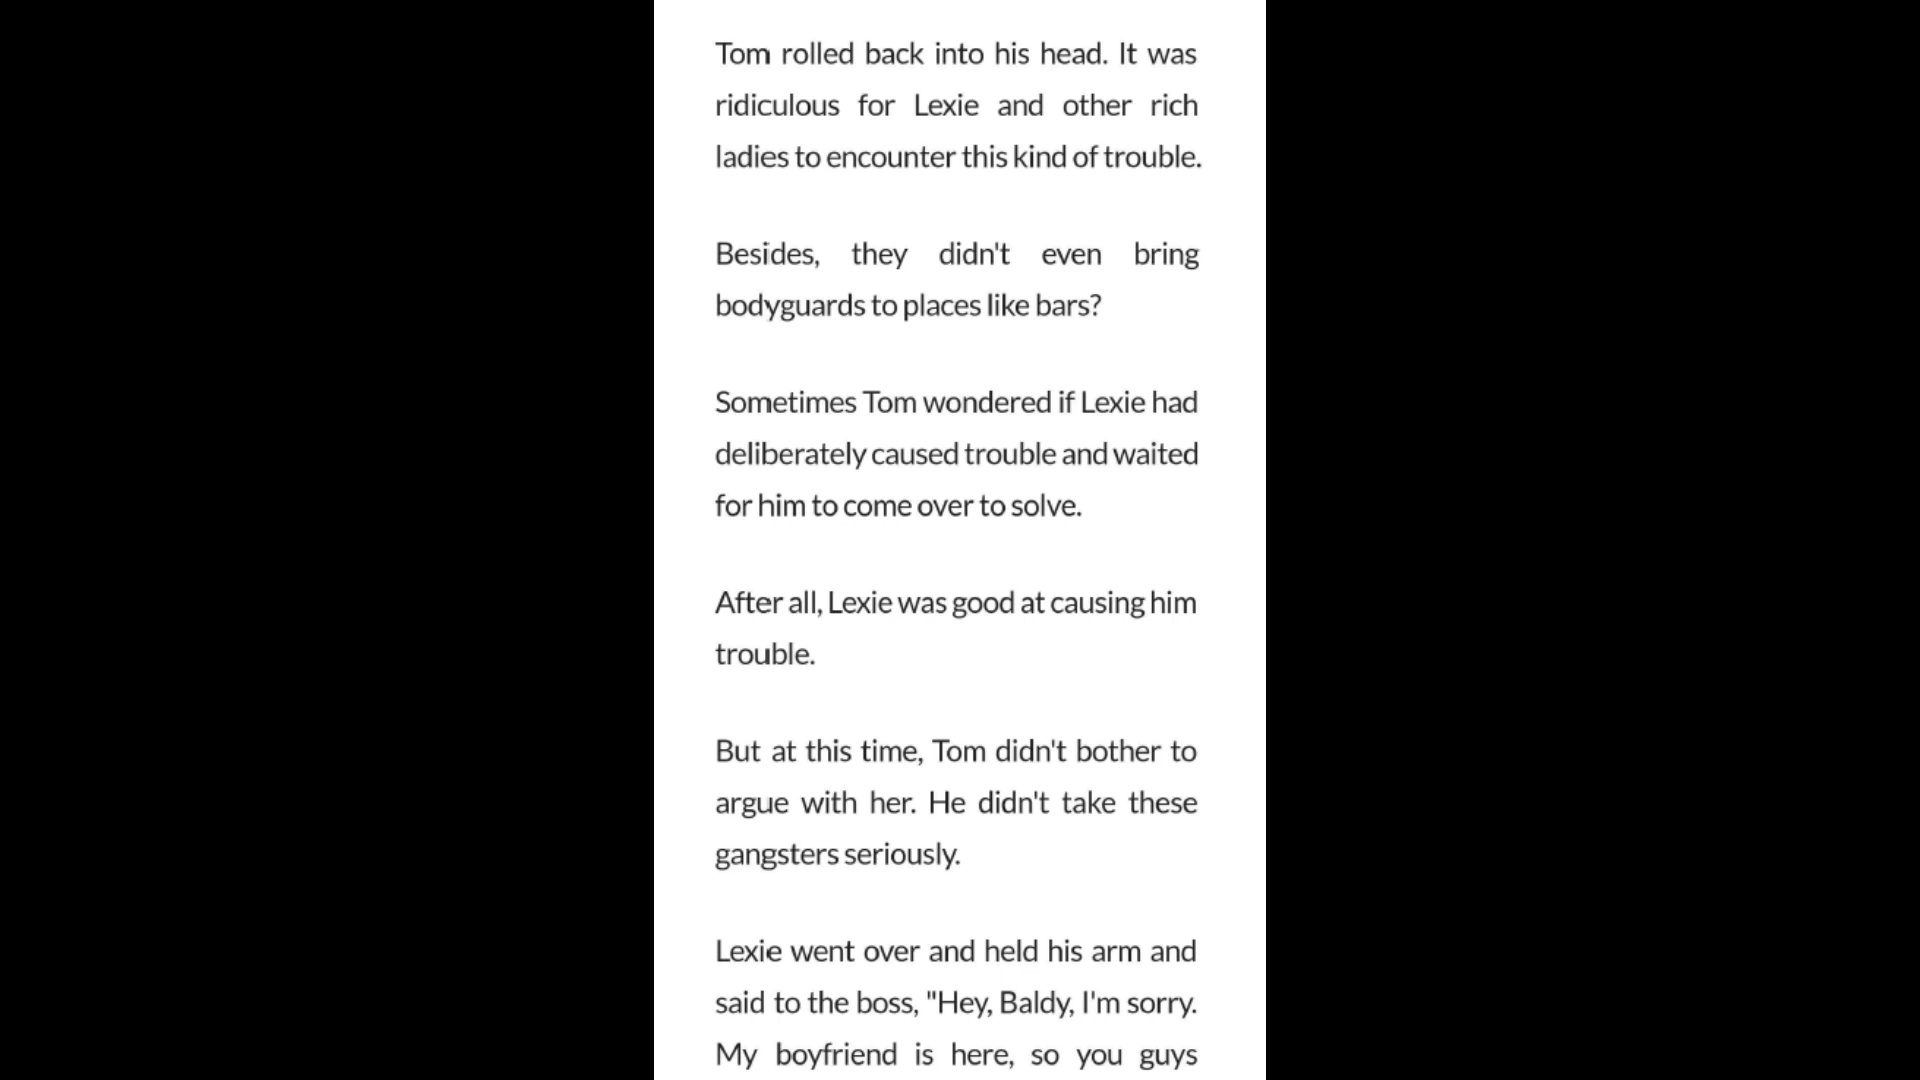 Tom rolled back into his head. It was
ridiculous for Lexie and other rich
ladies to encounter this kind of trouble.
Besides, they didn't even bring
bodyguards to places like bars?
Sometimes Tom wondered if Lexie had
deliberately caused trouble and waited
for him to come over to solve.
After all, Lexie was good at causing him
trouble.
But at this time, Tom didn't bother to
argue with her. He didn't take these
gangsters seriously.
Lexie went over and held his arm and
said to the boss, "Hey, Baldy, I'm sorry.
My boyfriend is here, so you guys